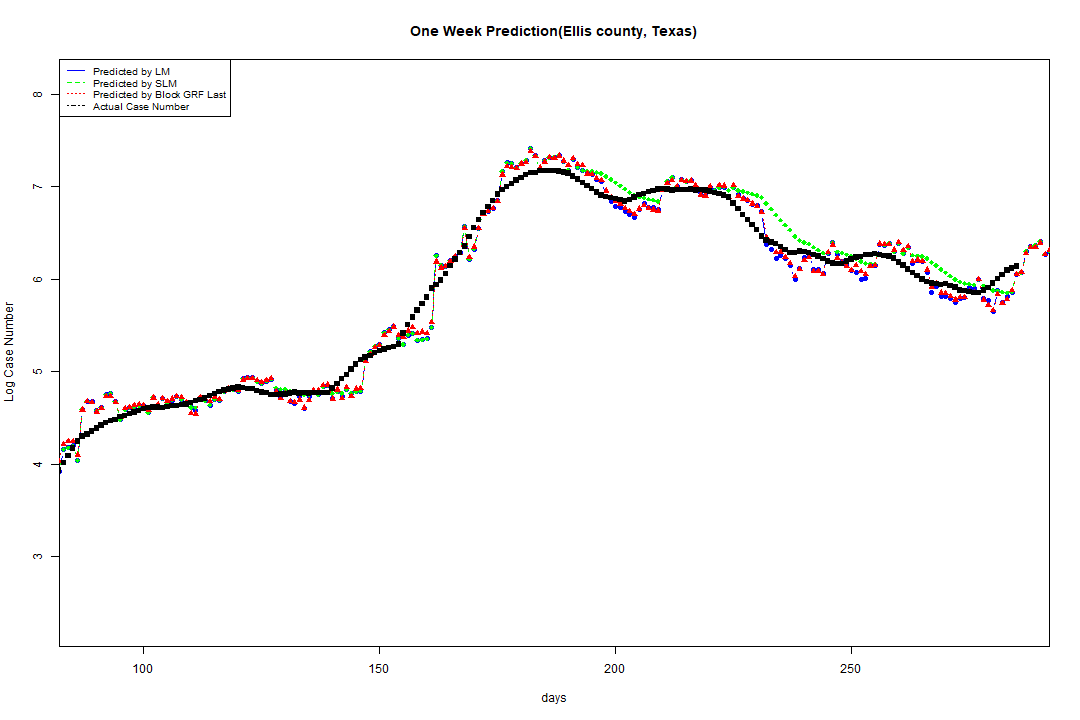 One Week Prediction(Ellis county, Texas)
Predicted by LM
Predicted by SLM
Predicted by Block GRF Last
Actual Case Number
8
7
6
5
4
3
Log Case Number
100 150 200 250
days